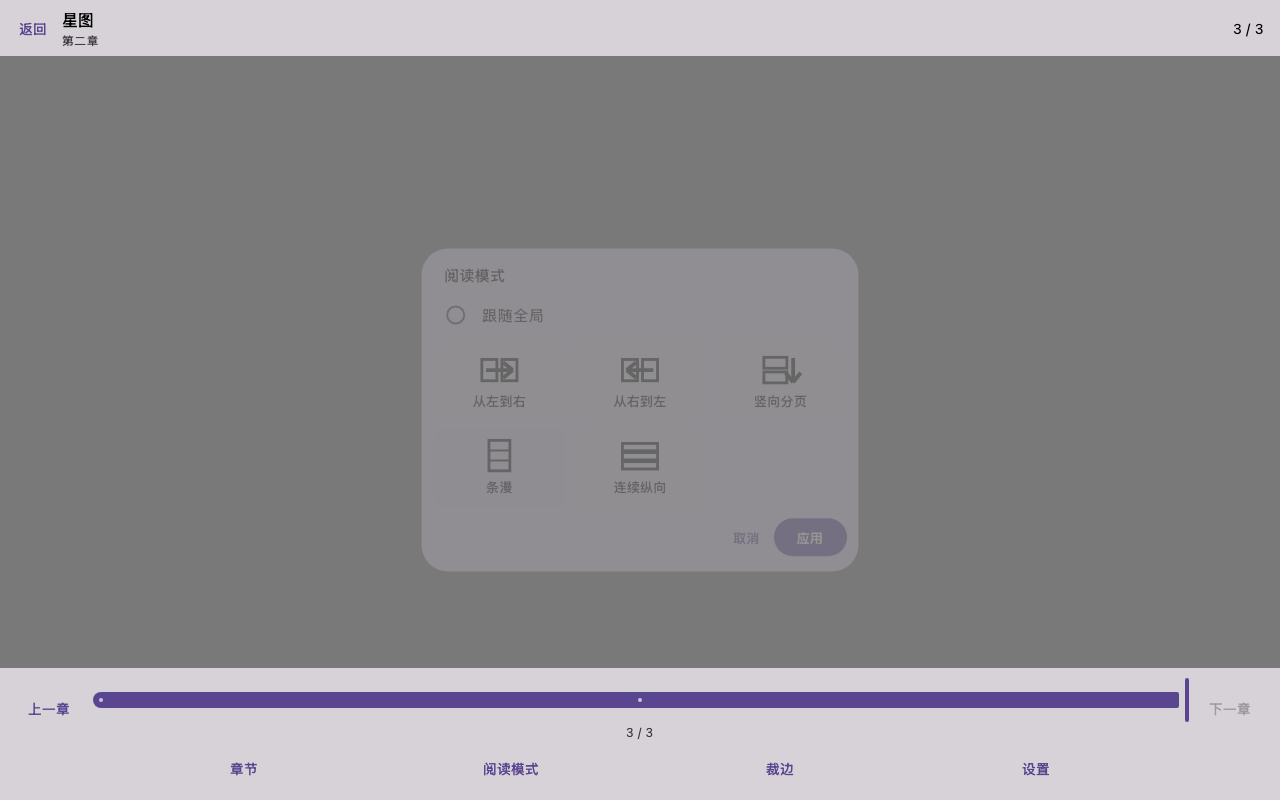 返回
星图
第二章
3 / 3
阅读模式
跟随全局
从左到右
从右到左
竖向分页
条漫
连续纵向
取消
应用
上一章
下一章
3 / 3
章节
阅读模式
裁边
设置